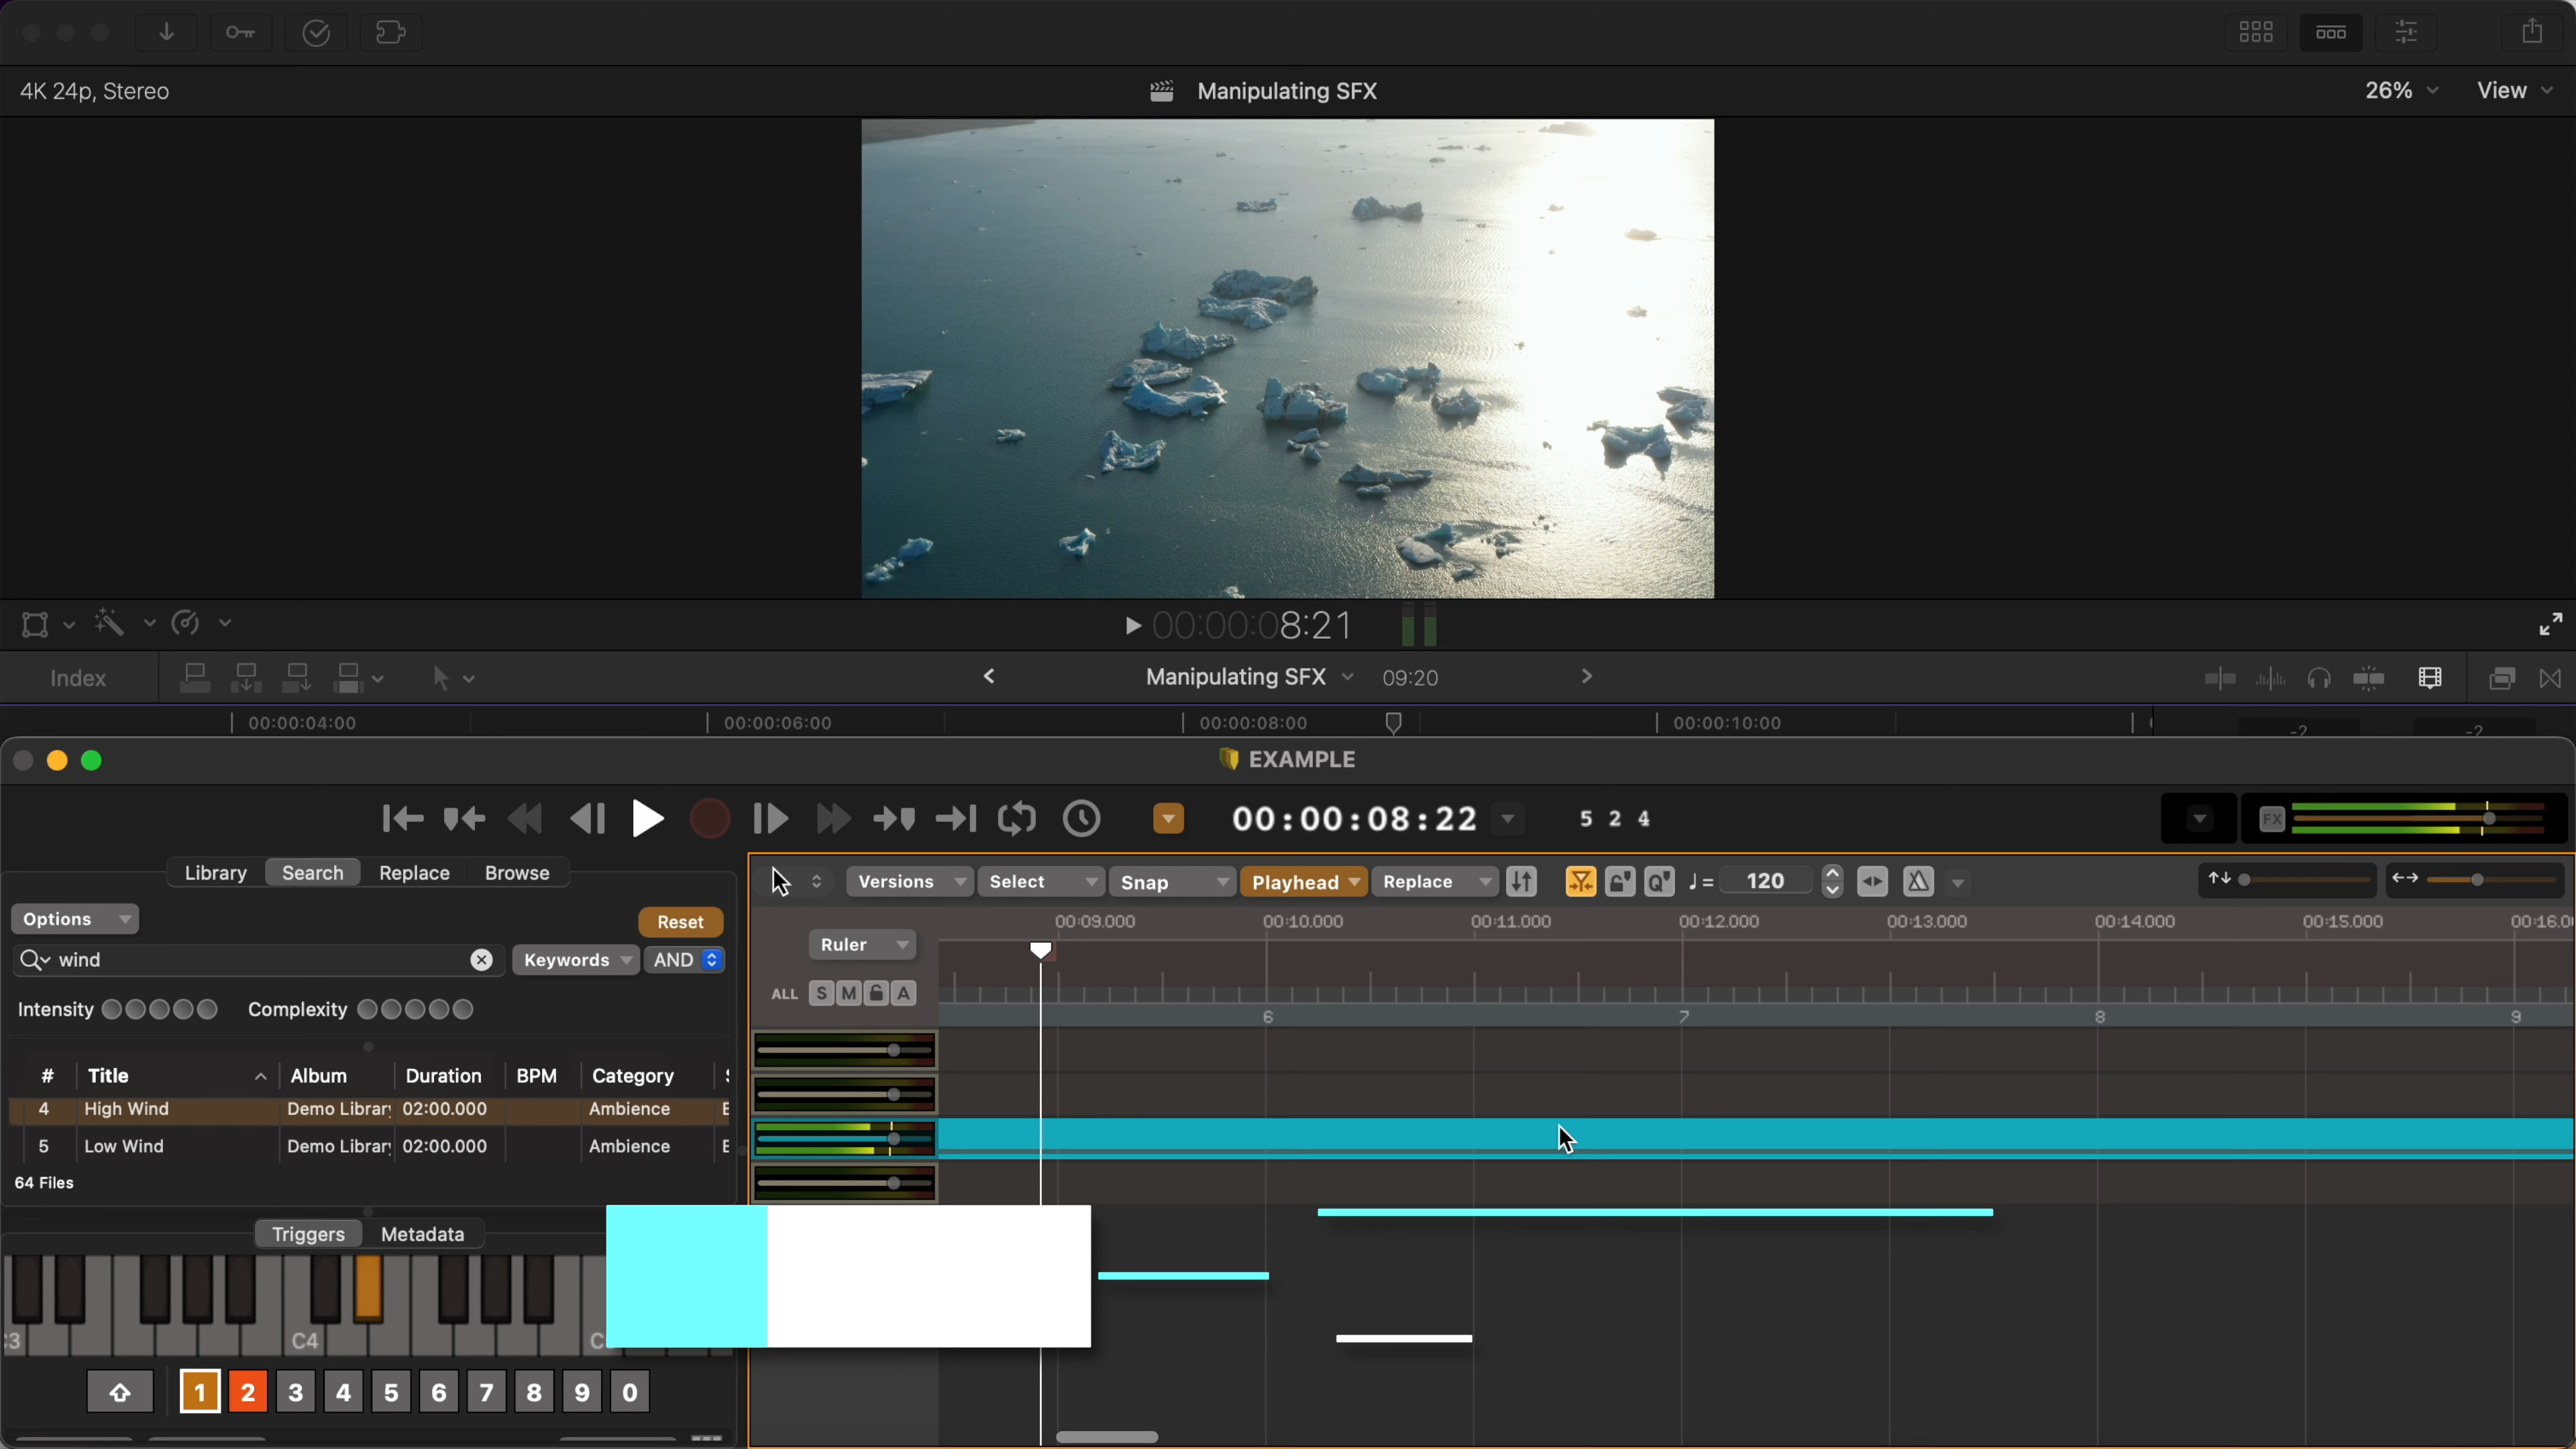 4K 24p, Stereo
Manipulating SFX
26%
View
00:00:08:21
Index
Manipulating SFX
09:20
00:00:04:00
00:00:06:00
00:00:08:00
00:00:10:00
-2
-2
EXAMPLE
00:00:08:22
5 2 4
FX
Library
Search
Replace
Browse
Versions
Select
Snap
Playhead
Replace
Q
= 120
Options
Reset
Ruler
00:09.000
00:10.000
00:11.000
00:12.000
00:13.000
00:14.000
00:15.000
00:16.0
wind
Keywords
AND
ALL
S
M
A
Intensity
Complexity
6
7
8
9
# Title Album Duration BPM Category
4 High Wind Demo Library 02:00.000 Ambience E
5 Low Wind Demo Library 02:00.000 Ambience E
64 Files
Triggers
Metadata
C4
1 2 3 4 5 6 7 8 9 0